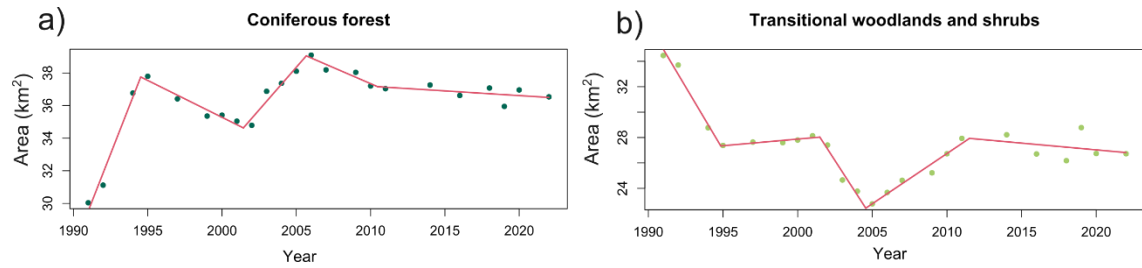 a)
Coniferous forest
Area (km²)
38
36
34
32
30
1990 1995 2000 2005 2010 2015 2020
Year
b)
Transitional woodlands and shrubs
Area (km²)
32
28
24
1990 1995 2000 2005 2010 2015 2020
Year